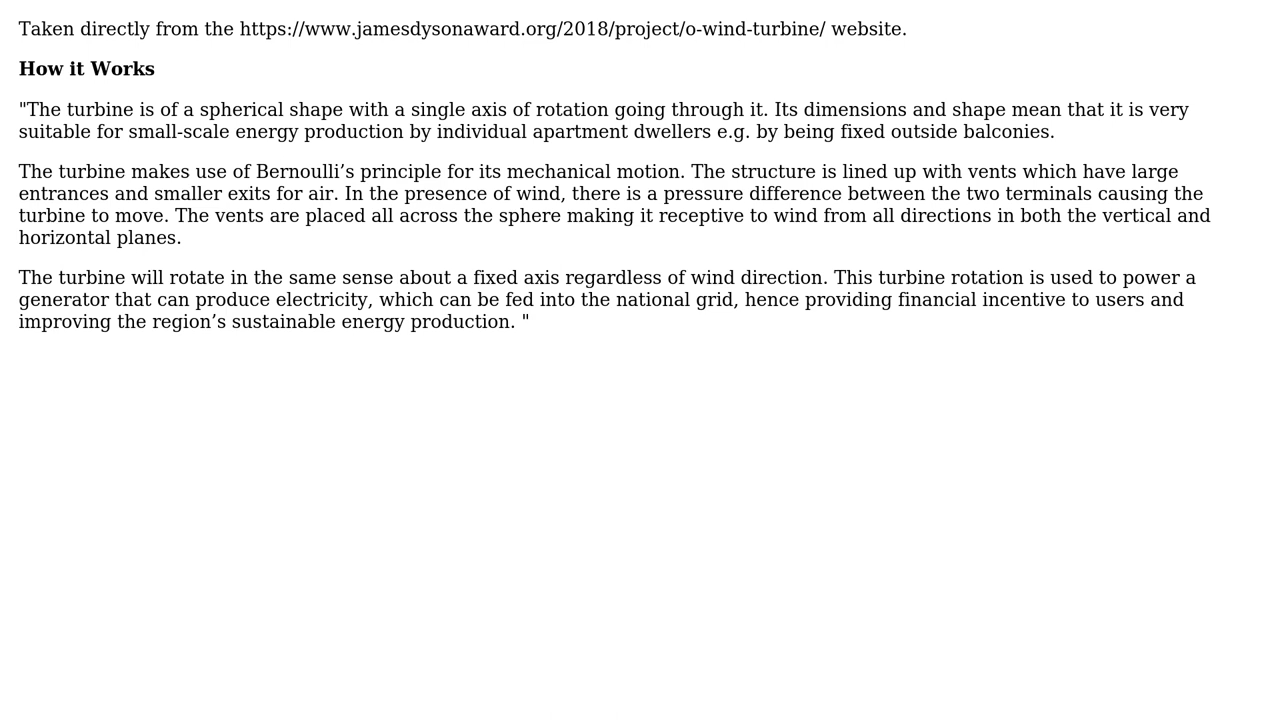 Taken directly from the https://www.jamesdysonaward.org/2018/project/o-wind-turbine/ website.
How it Works
"The turbine is of a spherical shape with a single axis of rotation going through it. Its dimensions and shape mean that it is very
suitable for small-scale energy production by individual apartment dwellers e.g. by being fixed outside balconies.
The turbine makes use of Bernoulli’s principle for its mechanical motion. The structure is lined up with vents which have large
entrances and smaller exits for air. In the presence of wind, there is a pressure difference between the two terminals causing the
turbine to move. The vents are placed all across the sphere making it receptive to wind from all directions in both the vertical and
horizontal planes.
The turbine will rotate in the same sense about a fixed axis regardless of wind direction. This turbine rotation is used to power a
generator that can produce electricity, which can be fed into the national grid, hence providing financial incentive to users and
improving the region’s sustainable energy production. "